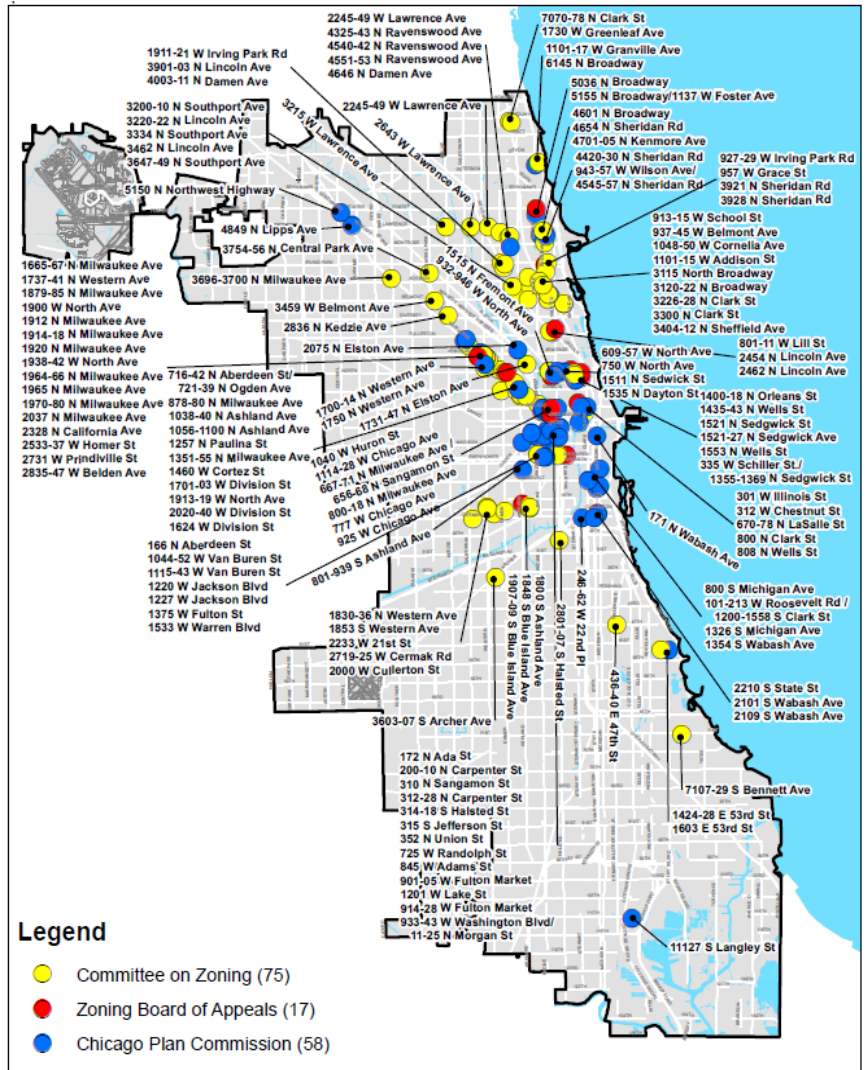 2245-49 W Lawrence Ave
4325-43 N Ravenswood Ave
4540-42 N Ravenswood Ave
4551-53 N Ravenswood Ave
4646 N Damen Ave
7070-78 N Clark St
1730 W Greenleaf Ave
1101-17 W Granville Ave
6145 N Broadway
1911-21 W Irving Park Rd
3901-03 N Lincoln Ave
4003-11 N Damen Ave
5036 N Broadway
5155 N Broadway/1137 W Foster Ave
3200-10 N Southport Ave
3220-22 N Lincoln Ave
3334 N Southport Ave
3462 N Lincoln Ave
3647-49 N Southport Ave
3215 W Lawrence Ave
2245-49 W Lawrence Ave
2643 W Lawrence Ave
4601 N Broadway
4654 N Sheridan Rd
4701-05 N Kenmore Ave
4420-30 N Sheridan Rd
943-57 W Wilson Ave/
4545-57 N Sheridan Rd
927-29 W Irving Park Rd
957 W Grace St
3921 N Sheridan Rd
3928 N Sheridan Rd
5150 N Northwest Highway
4849 N Lipps Ave
3754-56 N Central Park Ave
913-15 W School St
937-45 W Belmont Ave
1048-50 W Cornelia Ave
1101-15 W Addison St
3115 North Broadway
3120-22 N Broadway
3226-28 N Clark St
3300 N Clark St
3404-12 N Sheffield Ave
1515 N Fremont Ave
932-946 W North Ave
1665-67 N Milwaukee Ave
1737-41 N Western Ave
1879-85 N Milwaukee Ave
1900 W North Ave
1912 N Milwaukee Ave
1914-18 N Milwaukee Ave
1920 N Milwaukee Ave
1938-42 W North Ave
1964-66 N Milwaukee Ave
1965 N Milwaukee Ave
1970-80 N Milwaukee Ave
2037 N Milwaukee Ave
2328 N California Ave
2533-37 W Homer St
2731 W Prindiville St
2835-47 W Belden Ave
3696-3700 N Milwaukee Ave
3459 W Belmont Ave
2836 N Kedzie Ave
2075 N Elston Ave
801-11 W Lill St
2454 N Lincoln Ave
2462 N Lincoln Ave
609-57 W North Ave
750 W North Ave
1511 N Sedwick St
1535 N Dayton St
716-42 N Aberdeen St/
721-39 N Ogden Ave
878-80 N Milwaukee Ave
1038-40 N Ashland Ave
1056-1100 N Ashland Ave
1257 N Paulina St
1351-55 N Milwaukee Ave
1460 W Cortez St
1701-03 W Division St
1913-19 W North Ave
2020-40 W Division St
1624 W Division St
1700-14 N Western Ave
1750 N Western Ave
1731-47 N Elston Ave
1040 W Huron St
1114-28 W Chicago Ave
667-71 N Milwaukee Ave /
656-68 N Sangamon St
800-18 N Milwaukee Ave
777 W Chicago Ave
925 W Chicago Ave
801-939 S Ashland Ave
1400-18 N Orleans St
1435-43 N Wells St
1521 N Sedgwick St
1521-27 N Sedgwick Ave
1553 N Wells St
335 W Schiller St./
1355-1369 N Sedgwick St
301 W Illinois St
312 W Chestnut St
670-78 N LaSalle St
800 N Clark St
808 N Wells St
171 N Wabash Ave
166 N Aberdeen St
1044-52 W Van Buren St
1115-43 W Van Buren St
1220 W Jackson Blvd
1227 W Jackson Blvd
1375 W Fulton St
1533 W Warren Blvd
800 S Michigan Ave
101-213 W Roosevelt Rd /
1200-1558 S Clark St
1326 S Michigan Ave
1354 S Wabash Ave
1830-36 N Western Ave
1853 S Western Ave
2233 W 21st St
2719-25 W Cermak Rd
2000 W Cullerton St
1907-09 S Blue Island Ave
1848 S Blue Island Ave
1800 S Ashland Ave
2801-07 S Halsted St
246-62 W 22nd Pl
436-40 E 47th St
2210 S State St
2101 S Wabash Ave
2109 S Wabash Ave
3603-07 S Archer Ave
7107-29 S Bennett Ave
1424-28 E 53rd St
1603 E 53rd St
172 N Ada St
200-10 N Carpenter St
310 N Sangamon St
312-28 N Carpenter St
314-18 S Halsted St
315 S Jefferson St
352 N Union St
725 W Randolph St
845 W Adams St
901-05 W Fulton Market
1201 W Lake St
914-28 W Fulton Market
933-43 W Washington Blvd/
11-25 N Morgan St
11127 S Langley St
Legend
Committee on Zoning (75)
Zoning Board of Appeals (17)
Chicago Plan Commission (58)